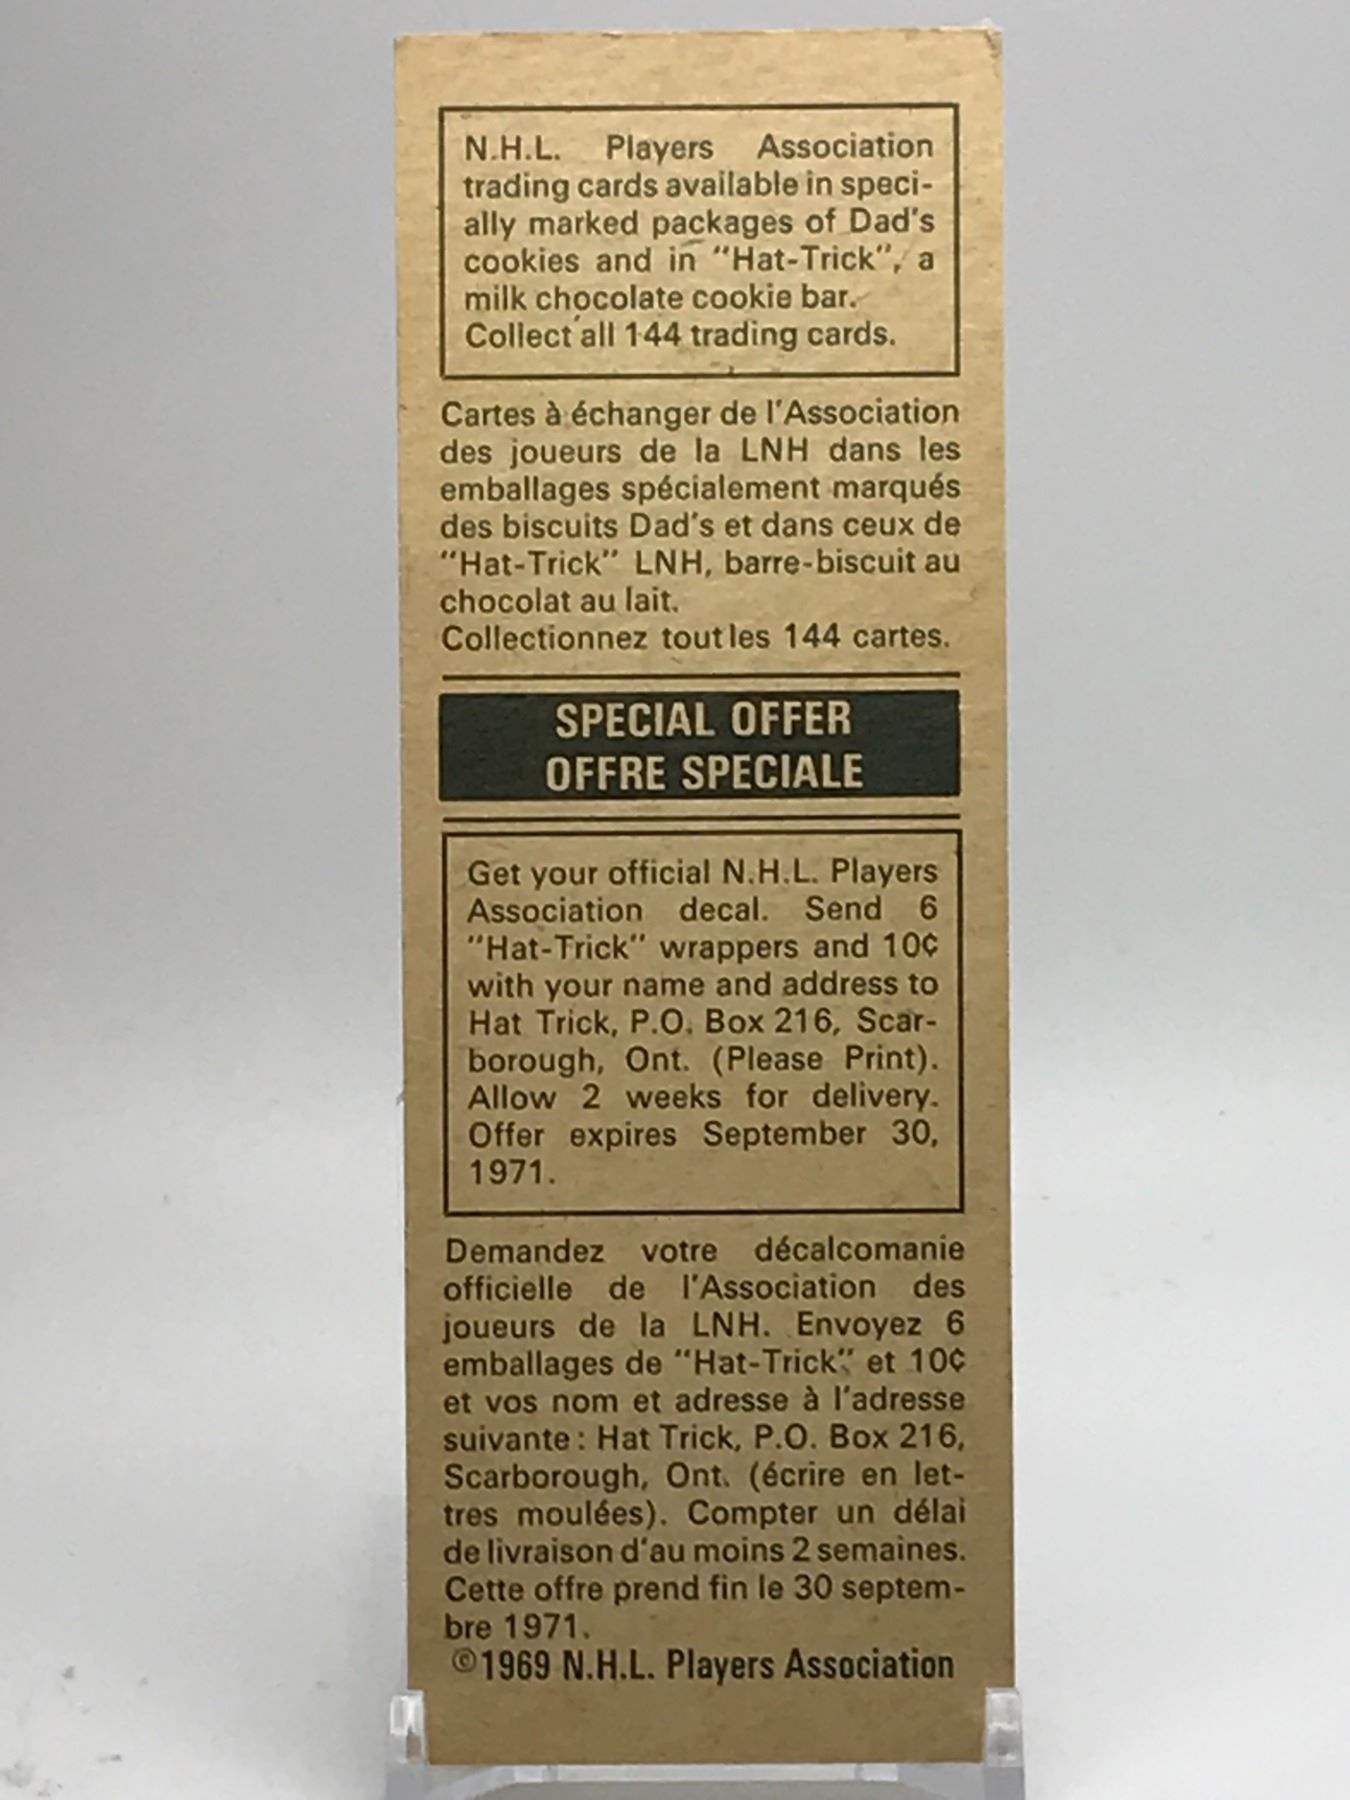 N.H.L. Players Association
trading cards available in speci-
ally marked packages of Dad's
cookies and in "Hat-Trick", a
milk chocolate cookie bar.
Collect all 144 trading cards.
Cartes à échanger de l'Association
des joueurs de la LNH dans les
emballages spécialement marqués
des biscuits Dad's et dans ceux de
"Hat-Trick" LNH, barre-biscuit au
chocolat au lait.
Collectionnez tout les 144 cartes.
SPECIAL OFFER
OFFRE SPECIALE
Get your official N.H.L. Players
Association decal. Send 6
"Hat-Trick" wrappers and 10¢
with your name and address to
Hat Trick, P.O. Box 216, Scar-
borough, Ont. (Please Print).
Allow 2 weeks for delivery.
Offer expires September 30,
1971.
Demandez votre décalcomanie
officielle de l'Association des
joueurs de la LNH. Envoyez 6
emballages de "Hat-Trick" et 10¢
et vos nom et adresse à l'adresse
suivante : Hat Trick, P.O. Box 216,
Scarborough, Ont. (écrire en let-
tres moulées). Compter un délai
de livraison d'au moins 2 semaines.
Cette offre prend fin le 30 septem-
bre 1971.
©1969 N.H.L. Players Association